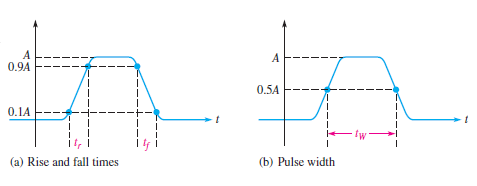 A
0.9A
0.1A
t
t_r
t_f
(a) Rise and fall times
A
0.5A
t
t_W
(b) Pulse width